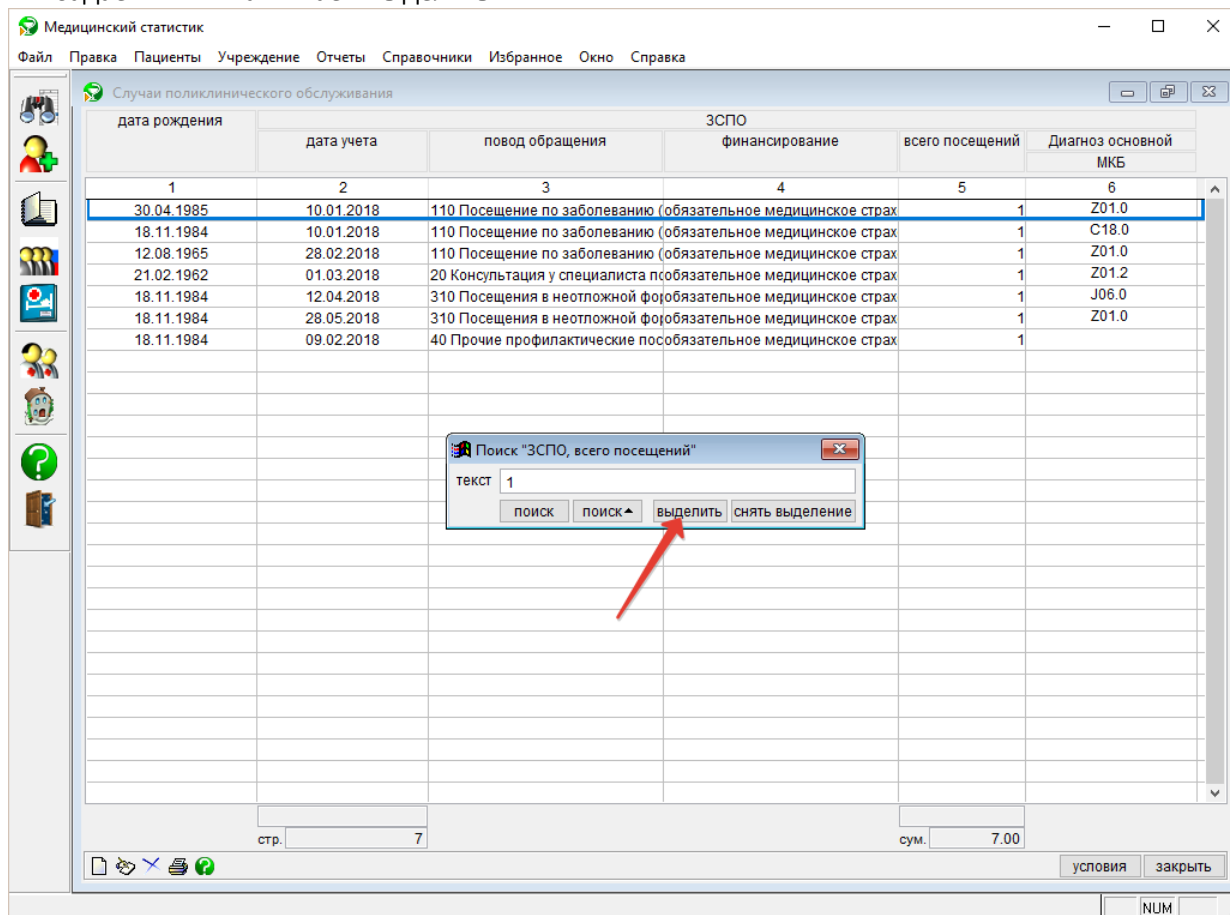 Медицинский статистик
Файл Правка Пациенты Учреждение Отчеты Справочники Избранное Окно Справка
Случаи поликлинического обслуживания
дата рождения ЗСПО
дата учета повод обращения финансирование всего посещений Диагноз основной
МКБ
1 2 3 4 5 6
30.04.1985 10.01.2018 110 Посещение по заболеванию ( обязательное медицинское страх 1 Z01.0
18.11.1984 10.01.2018 110 Посещение по заболеванию ( обязательное медицинское страх 1 C18.0
12.08.1965 28.02.2018 110 Посещение по заболеванию ( обязательное медицинское страх 1 Z01.0
21.02.1962 01.03.2018 20 Консультация у специалиста по обязательное медицинское страх 1 Z01.2
18.11.1984 12.04.2018 310 Посещения в неотложной фор обязательное медицинское страх 1 J06.0
18.11.1984 28.05.2018 310 Посещения в неотложной фор обязательное медицинское страх 1 Z01.0
18.11.1984 09.02.2018 40 Прочие профилактические пос обязательное медицинское страх 1
Поиск "ЗСПО, всего посещений"
текст 1
поиск поиск выделить снять выделение
стр. 7 сум. 7.00
условия закрыть
NUM